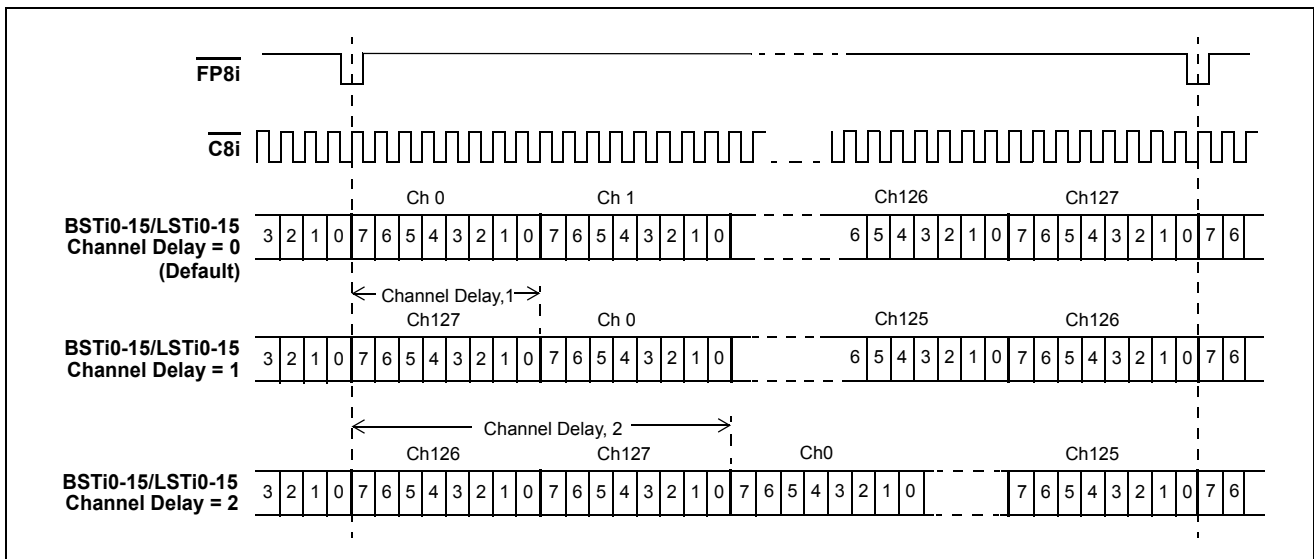 FP8i
C8i
Ch 0 Ch 1 Ch126 Ch127
BSTi0-15/LSTi0-15
Channel Delay = 0
(Default)
3 2 1 0 7 6 5 4 3 2 1 0 7 6 5 4 3 2 1 0 6 5 4 3 2 1 0 7 6 5 4 3 2 1 0 7 6
Channel Delay,1
Ch127 Ch 0 Ch125 Ch126
BSTi0-15/LSTi0-15
Channel Delay = 1
3 2 1 0 7 6 5 4 3 2 1 0 7 6 5 4 3 2 1 0 6 5 4 3 2 1 0 7 6 5 4 3 2 1 0 7 6
Channel Delay, 2
Ch126 Ch127 Ch0 Ch125
BSTi0-15/LSTi0-15
Channel Delay = 2
3 2 1 0 7 6 5 4 3 2 1 0 7 6 5 4 3 2 1 0 7 6 5 4 3 2 1 0 7 6 5 4 3 2 1 0 7 6